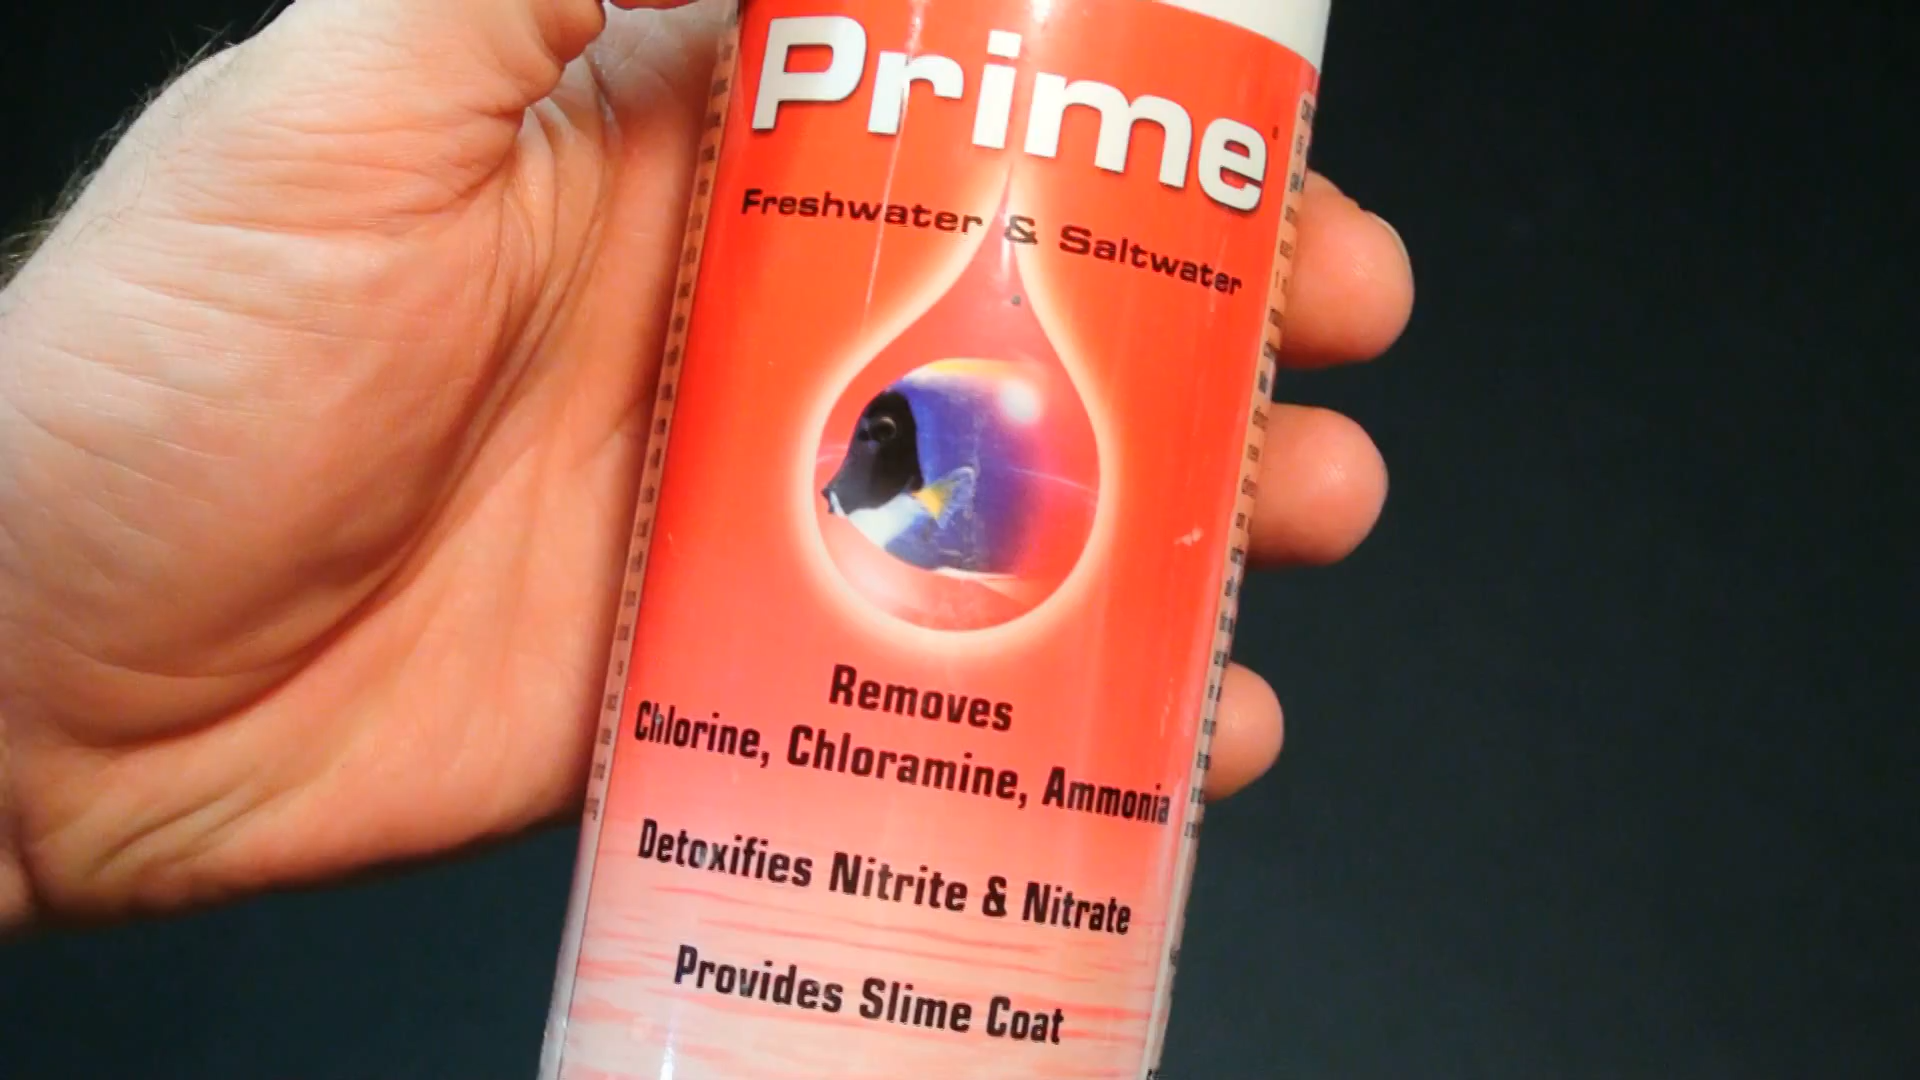 Prime
Freshwater & Saltwater
Removes
Chlorine, Chloramine, Ammonia
Detoxifies Nitrite & Nitrate
Provides Slime Coat